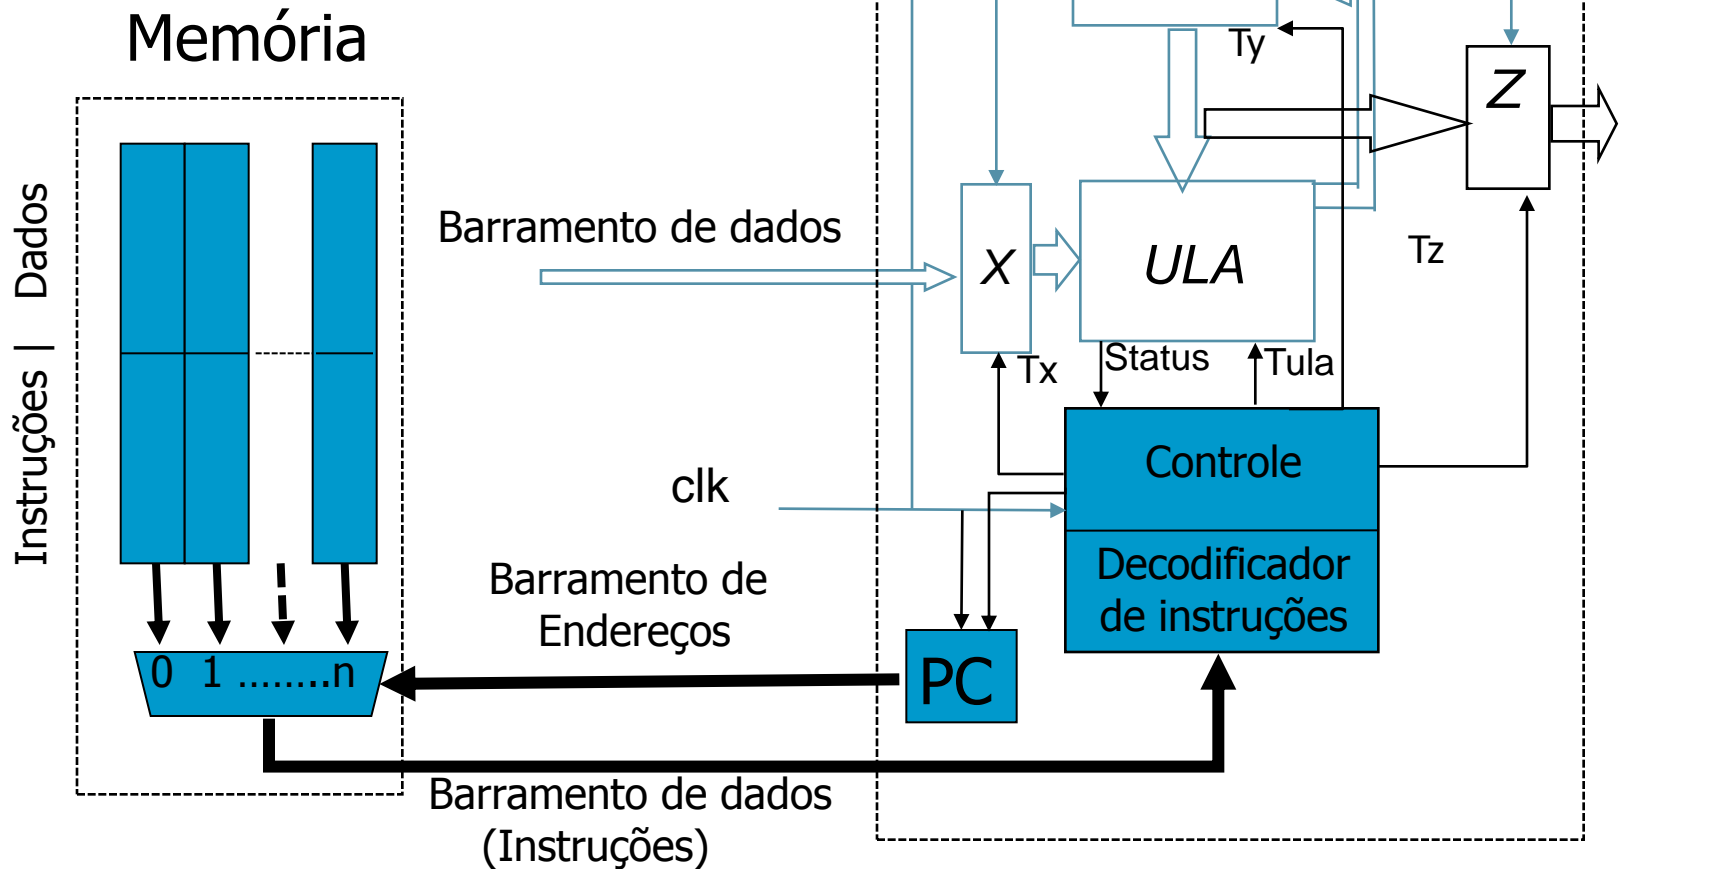 Memória
Ty
Z
Instruções | Dados
Barramento de dados
X
ULA
Tz
Tx
Status
Tula
clk
Controle
Decodificador
de instruções
Barramento de
Endereços
0 1 ........n
PC
Barramento de dados
(Instruções)